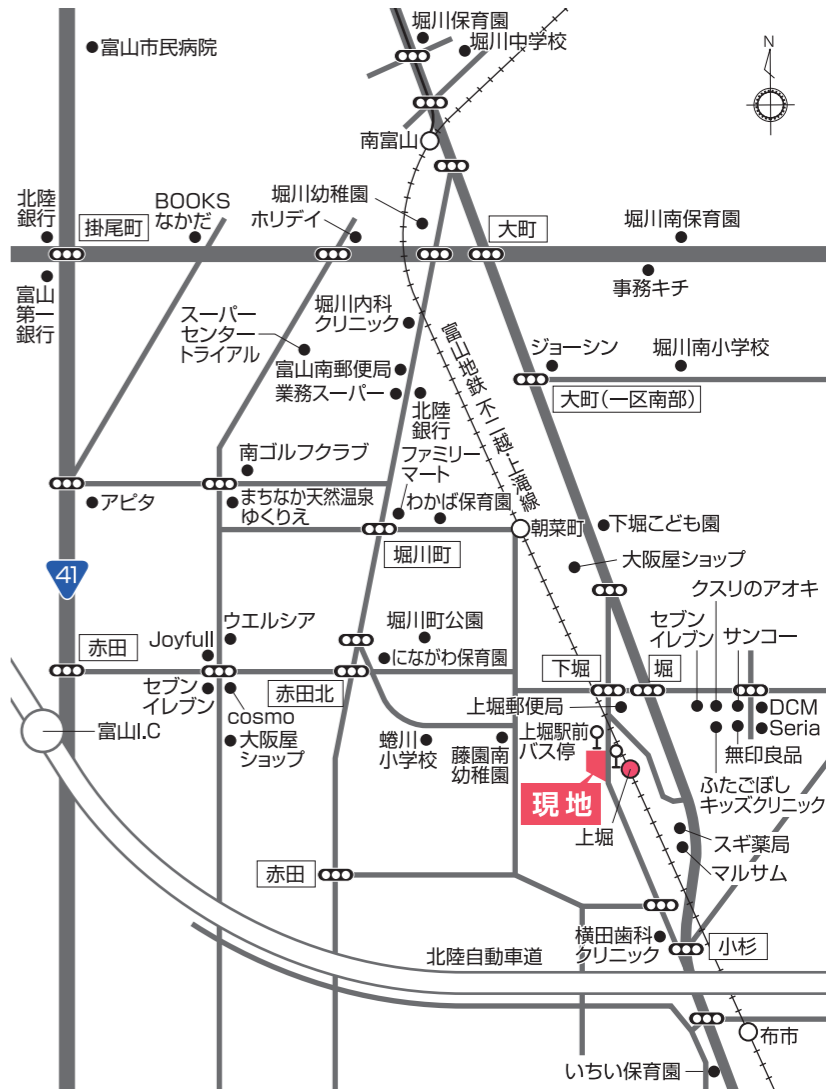 堀川保育園
富山市民病院
堀川中学校
N
南富山
北陸
銀行
掛尾町
BOOKS
なかだ
堀川幼稚園
ホリデイ
大町
堀川南保育園
富山
第一
銀行
事務キチ
スーパー
センター
トライアル
堀川内科
クリニック
富山南郵便局
業務スーパー
北陸
銀行
富山地鉄 不二越・上滝線
ジョーシン
堀川南小学校
大町(一区南部)
南ゴルフクラブ
ファミリー
マート
アピタ
まちなか天然温泉
ゆくりえ
わかば保育園
堀川町
朝菜町
下堀こども園
大阪屋ショップ
41
クスリのアオキ
赤田
Joyfull
ウエルシア
堀川町公園
セブン
イレブン
サンコー
セブン
イレブン
cosmo
赤田北
にながわ保育園
下堀
堀
上堀郵便局
DCM
Seria
富山I.C
大阪屋
ショップ
蜷川
小学校
藤園南
幼稚園
上堀駅前
バス停
無印良品
現地
ふたごぼし
キッズクリニック
上堀
スギ薬局
マルサム
赤田
横田歯科
クリニック
小杉
北陸自動車道
布市
いちい保育園